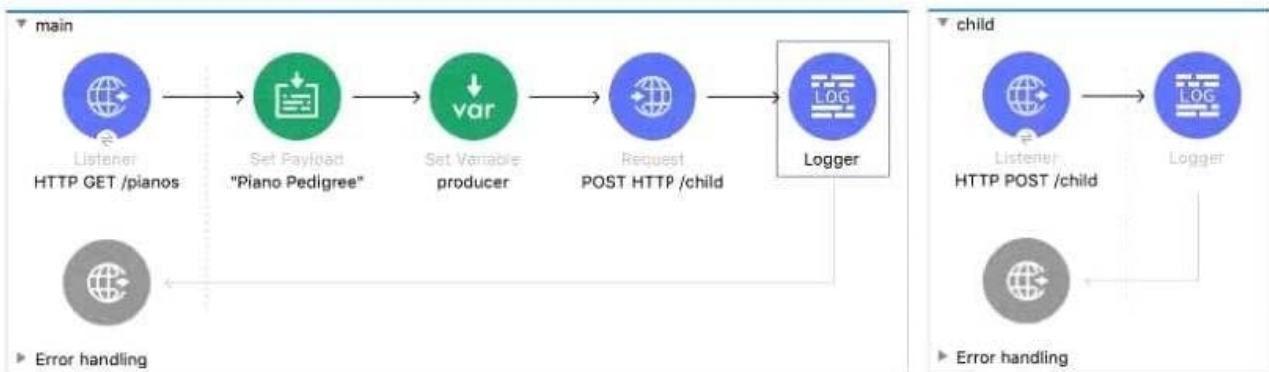 main
Listener
HTTP GET /pianos
Set Payload
"Piano Pedigree"
var
Set Variable
producer
Request
POST HTTP /child
LOG
Logger
Error handling
child
Listener
HTTP POST /child
LOG
Logger
Error handling